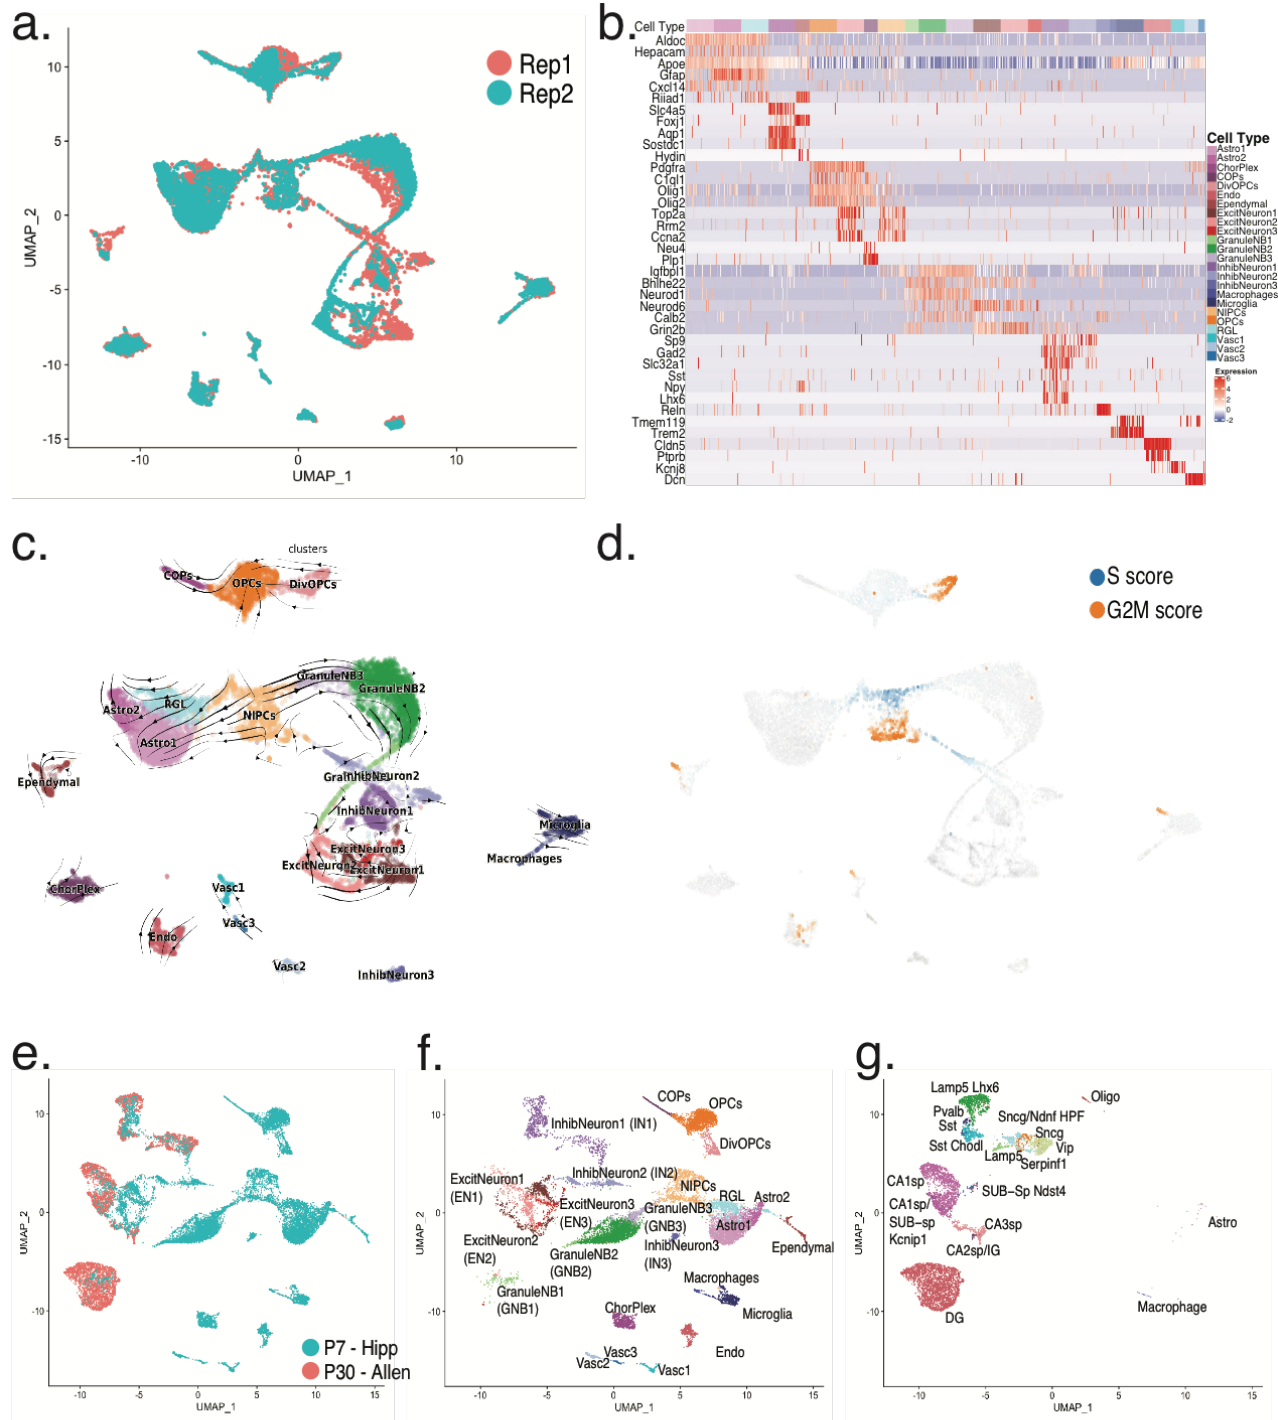 a.
Rep1
Rep2
10
5
0
-5
-10
-15
-10
0
10
UMAP_2
UMAP_1
b.
Cell Type
Aldoc
Hepacam
Apoe
Gfap
Cxcl14
Riiad1
Slc4a5
Foxj1
Aqp1
Sostdc1
Hydin
Pdgfra
C1ql1
Olig1
Olig2
Top2a
Rrm2
Ccna2
Neu4
Plp1
Igfbpl1
Bhlhe22
Neurod1
Neurod6
Calb2
Grin2b
Sp9
Gad2
Slc32a1
Sst
Npy
Lhx6
Reln
Tmem119
Trem2
Cldn5
Ptprb
Kcnj8
Dcn
Cell Type
Astro1
Astro2
ChorPlex
COPs
DivOPCs
Endo
Ependymal
ExcitNeuron1
ExcitNeuron2
ExcitNeuron3
GranuleNB1
GranuleNB2
GranuleNB3
InhibNeuron1
InhibNeuron2
InhibNeuron3
Macrophages
Microglia
NIPCs
OPCs
RGL
Vasc1
Vasc2
Vasc3
Expression
6
4
2
0
-2
c.
clusters
COPs
OPCs
DivOPCs
GranuleNB3
GranuleNB2
RGL
Astro2
NIPCs
Astro1
InhibNeuron2
Ependymal
InhibNeuron1
Microglia
ExcitNeuron3
Macrophages
ExcitNeuron2
ExcitNeuron1
ChorPlex
Vasc1
Vasc3
Endo
Vasc2
InhibNeuron3
d.
S score
G2M score
e.
10
0
-10
-10
-5
0
5
10
15
UMAP_2
UMAP_1
P7 - Hipp
P30 - Allen
f.
COPs
OPCs
InhibNeuron1 (IN1)
DivOPCs
ExcitNeuron1
(EN1)
InhibNeuron2 (IN2)
NIPCs
RGL
Astro2
ExcitNeuron3
(EN3)
GranuleNB3
(GNB3)
Astro1
ExcitNeuron2
(EN2)
GranuleNB2
(GNB2)
InhibNeuron3
(IN3)
Ependymal
GranuleNB1
(GNB1)
Macrophages
Microglia
ChorPlex
Endo
Vasc3
Vasc2
Vasc1
10
0
-10
-10
-5
0
5
10
15
UMAP_2
UMAP_1
g.
Lamp5 Lhx6
Oligo
Pvalb
Sst
Sncg/Ndnf HPF
Sncg
Sst Chodl
Vip
Lamp5
Serpinf1
CA1sp
SUB-Sp Ndst4
CA1sp/
SUB-sp
Kcnip1
CA3sp
CA2sp/IG
Astro
DG
Macrophage
10
0
-10
-10
-5
0
5
10
15
UMAP_2
UMAP_1